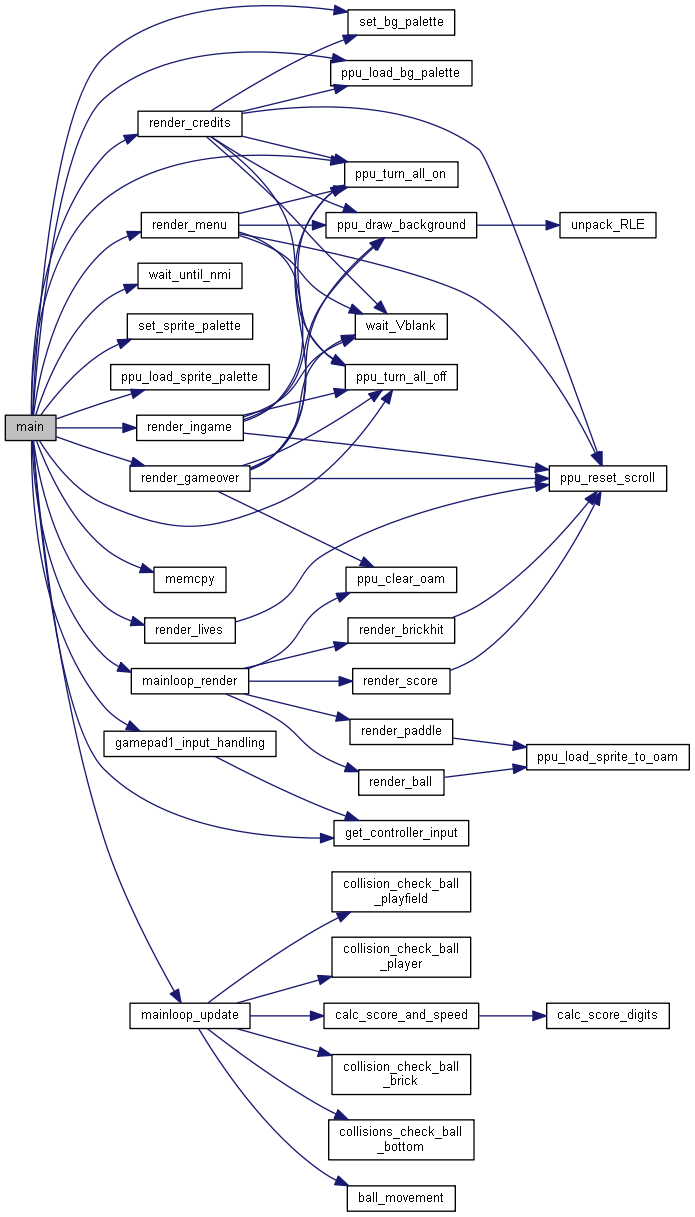 set_bg_palette
ppu_load_bg_palette
render_credits
ppu_turn_all_on
render_menu
ppu_draw_background
unpack_RLE
wait_until_nmi
set_sprite_palette
wait_Vblank
ppu_load_sprite_palette
ppu_turn_all_off
main
render_ingame
render_gameover
ppu_reset_scroll
memcpy
ppu_clear_oam
render_lives
render_brickhit
mainloop_render
render_score
gamepad1_input_handling
render_paddle
ppu_load_sprite_to_oam
render_ball
get_controller_input
collision_check_ball
_playfield
collision_check_ball
_player
mainloop_update
calc_score_and_speed
calc_score_digits
collision_check_ball
_brick
collisions_check_ball
_bottom
ball_movement